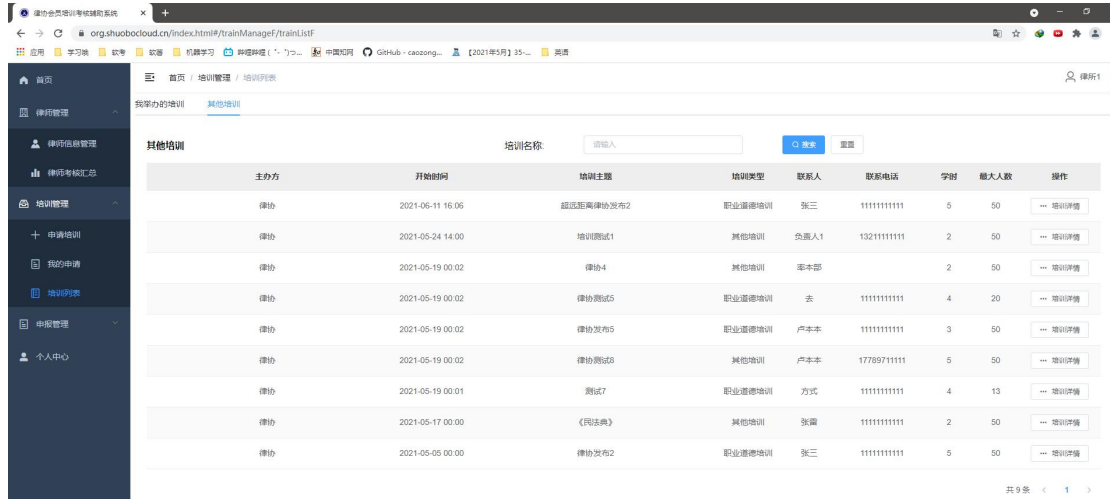 律协会员培训考核辅助系统
org.shuobocloud.cn/index.html#/trainManageF/trainListF
应用 学习端 软考 软著 机器学习 哔哩哔哩 ( ゜- ゜)つ... 中国知网 GitHub - caozong... 【2021年5月】35-... 英语
首页
律师管理
律师信息管理
律师考核汇总
培训管理
申请培训
我的申请
培训列表
申报管理
个人中心
首页 / 培训管理 / 培训列表
律所1
我举办的培训 其他培训
其他培训 培训名称: 请输入 搜索 重置
主办方 开始时间 培训主题 培训类型 联系人 联系电话 学时 最大人数 操作
律协 2021-06-11 16:06 超远距离律协发布2 职业道德培训 张三 11111111111 5 50 ··· 培训详情
律协 2021-05-24 14:00 培训测试1 其他培训 负责人1 13211111111 2 50 ··· 培训详情
律协 2021-05-19 00:02 律协4 其他培训 率本部 2 50 ··· 培训详情
律协 2021-05-19 00:02 律协测试5 职业道德培训 去 11111111111 4 20 ··· 培训详情
律协 2021-05-19 00:02 律协发布5 职业道德培训 卢本本 11111111111 3 50 ··· 培训详情
律协 2021-05-19 00:02 律协测试8 其他培训 卢本本 17789711111 5 50 ··· 培训详情
律协 2021-05-19 00:01 测试7 职业道德培训 方式 11111111111 4 13 ··· 培训详情
律协 2021-05-17 00:00 《民法典》 其他培训 张雷 11111111111 2 50 ··· 培训详情
律协 2021-05-05 00:00 律协发布2 职业道德培训 张三 11111111111 5 50 ··· 培训详情
共 9 条 < 1 >